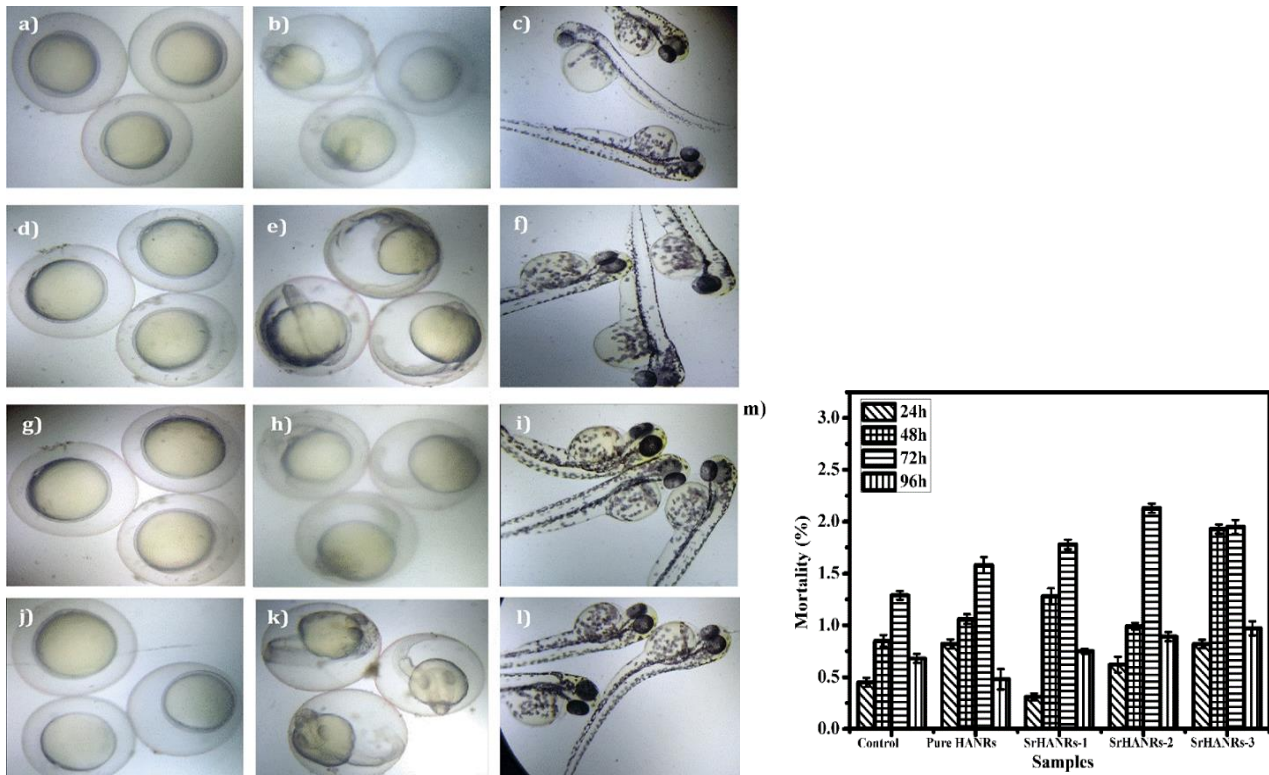 a)
b)
c)
d)
e)
f)
g)
h)
i)
j)
k)
l)
m)
24h
48h
72h
96h
3.0
2.5
2.0
1.5
1.0
0.5
0.0
Mortality (%)
Control
Pure HANRs
SrHANRs-1
SrHANRs-2
SrHANRs-3
Samples